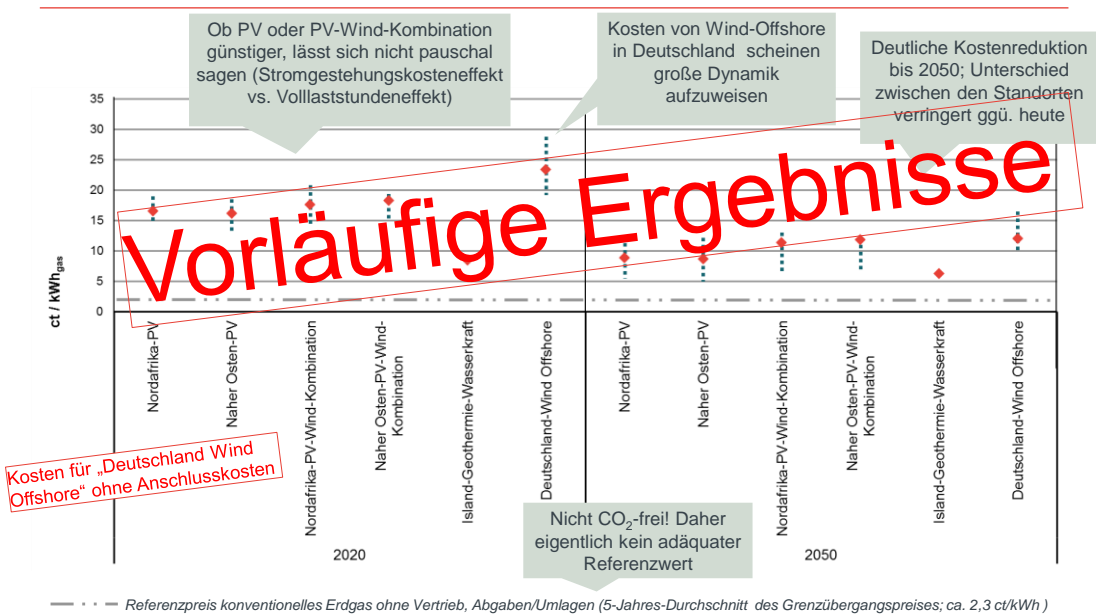 Ob PV oder PV-Wind-Kombination
günstiger, lässt sich nicht pauschal
sagen (Stromgestehungskosteneffekt
vs. Volllaststundeneffekt)
Kosten von Wind-Offshore
in Deutschland scheinen
große Dynamik
aufzuweisen
Deutliche Kostenreduktion
bis 2050; Unterschied
zwischen den Standorten
verringert ggü. heute
35
30
25
20
15
10
5
0
ct / kWhgas
Vorläufige Ergebnisse
Nordafrika-PV
Naher Osten-PV
Nordafrika-PV-Wind-Kombination
Naher Osten-PV-Wind-
Kombination
Island-Geothermie-Wasserkraft
Deutschland-Wind Offshore
Nordafrika-PV
Naher Osten-PV
Nordafrika-PV-Wind-Kombination
Naher Osten-PV-Wind-
Kombination
Island-Geothermie-Wasserkraft
Deutschland-Wind Offshore
Kosten für „Deutschland Wind
Offshore“ ohne Anschlusskosten
Nicht CO2-frei! Daher
eigentlich kein adäquater
Referenzwert
2020
2050
Referenzpreis konventionelles Erdgas ohne Vertrieb, Abgaben/Umlagen (5-Jahres-Durchschnitt des Grenzübergangspreises; ca. 2,3 ct/kWh )